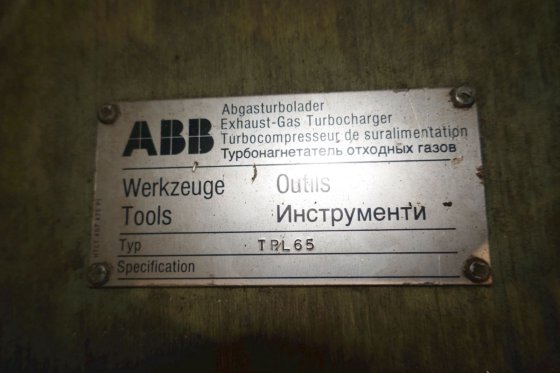 ABB
Abgasturbolader
Exhaust-Gas Turbocharger
Turbocompresseur de suralimentation
Турбонагнетатель отходных газов
Werkzeuge Outils
Tools Инструменти
Typ TPL65
Specification